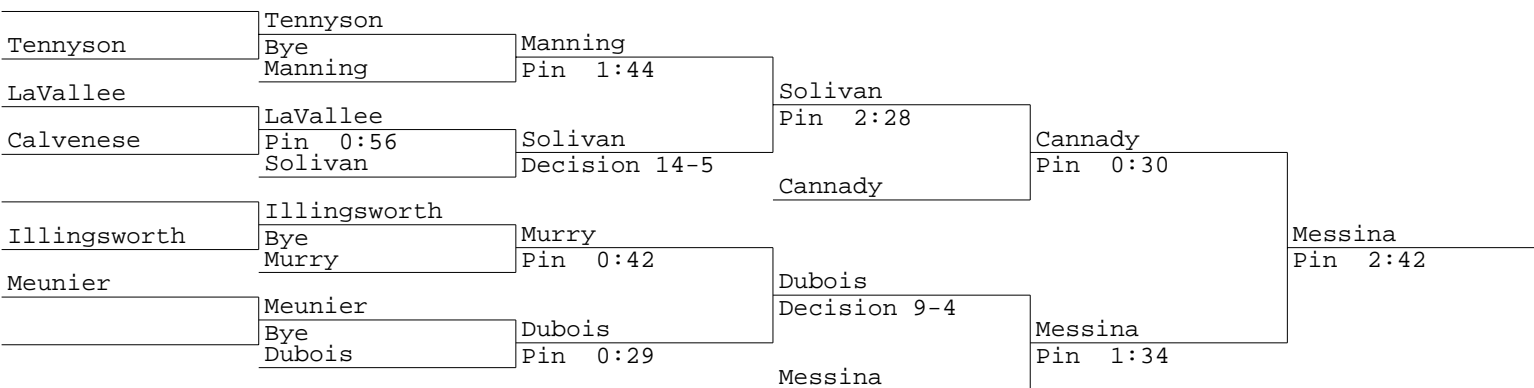 Tennyson
Tennyson
Bye
Manning
Manning
Pin 1:44
LaVallee
Solivan
Pin 2:28
LaVallee
Calvenese
Pin 0:56
Solivan
Cannady
Solivan
Decision 14-5
Pin 0:30
Cannady
Illingsworth
Illingsworth
Bye
Murry
Messina
Murry
Pin 0:42
Pin 2:42
Meunier
Dubois
Decision 9-4
Meunier
Bye
Dubois
Messina
Dubois
Pin 0:29
Pin 1:34
Messina